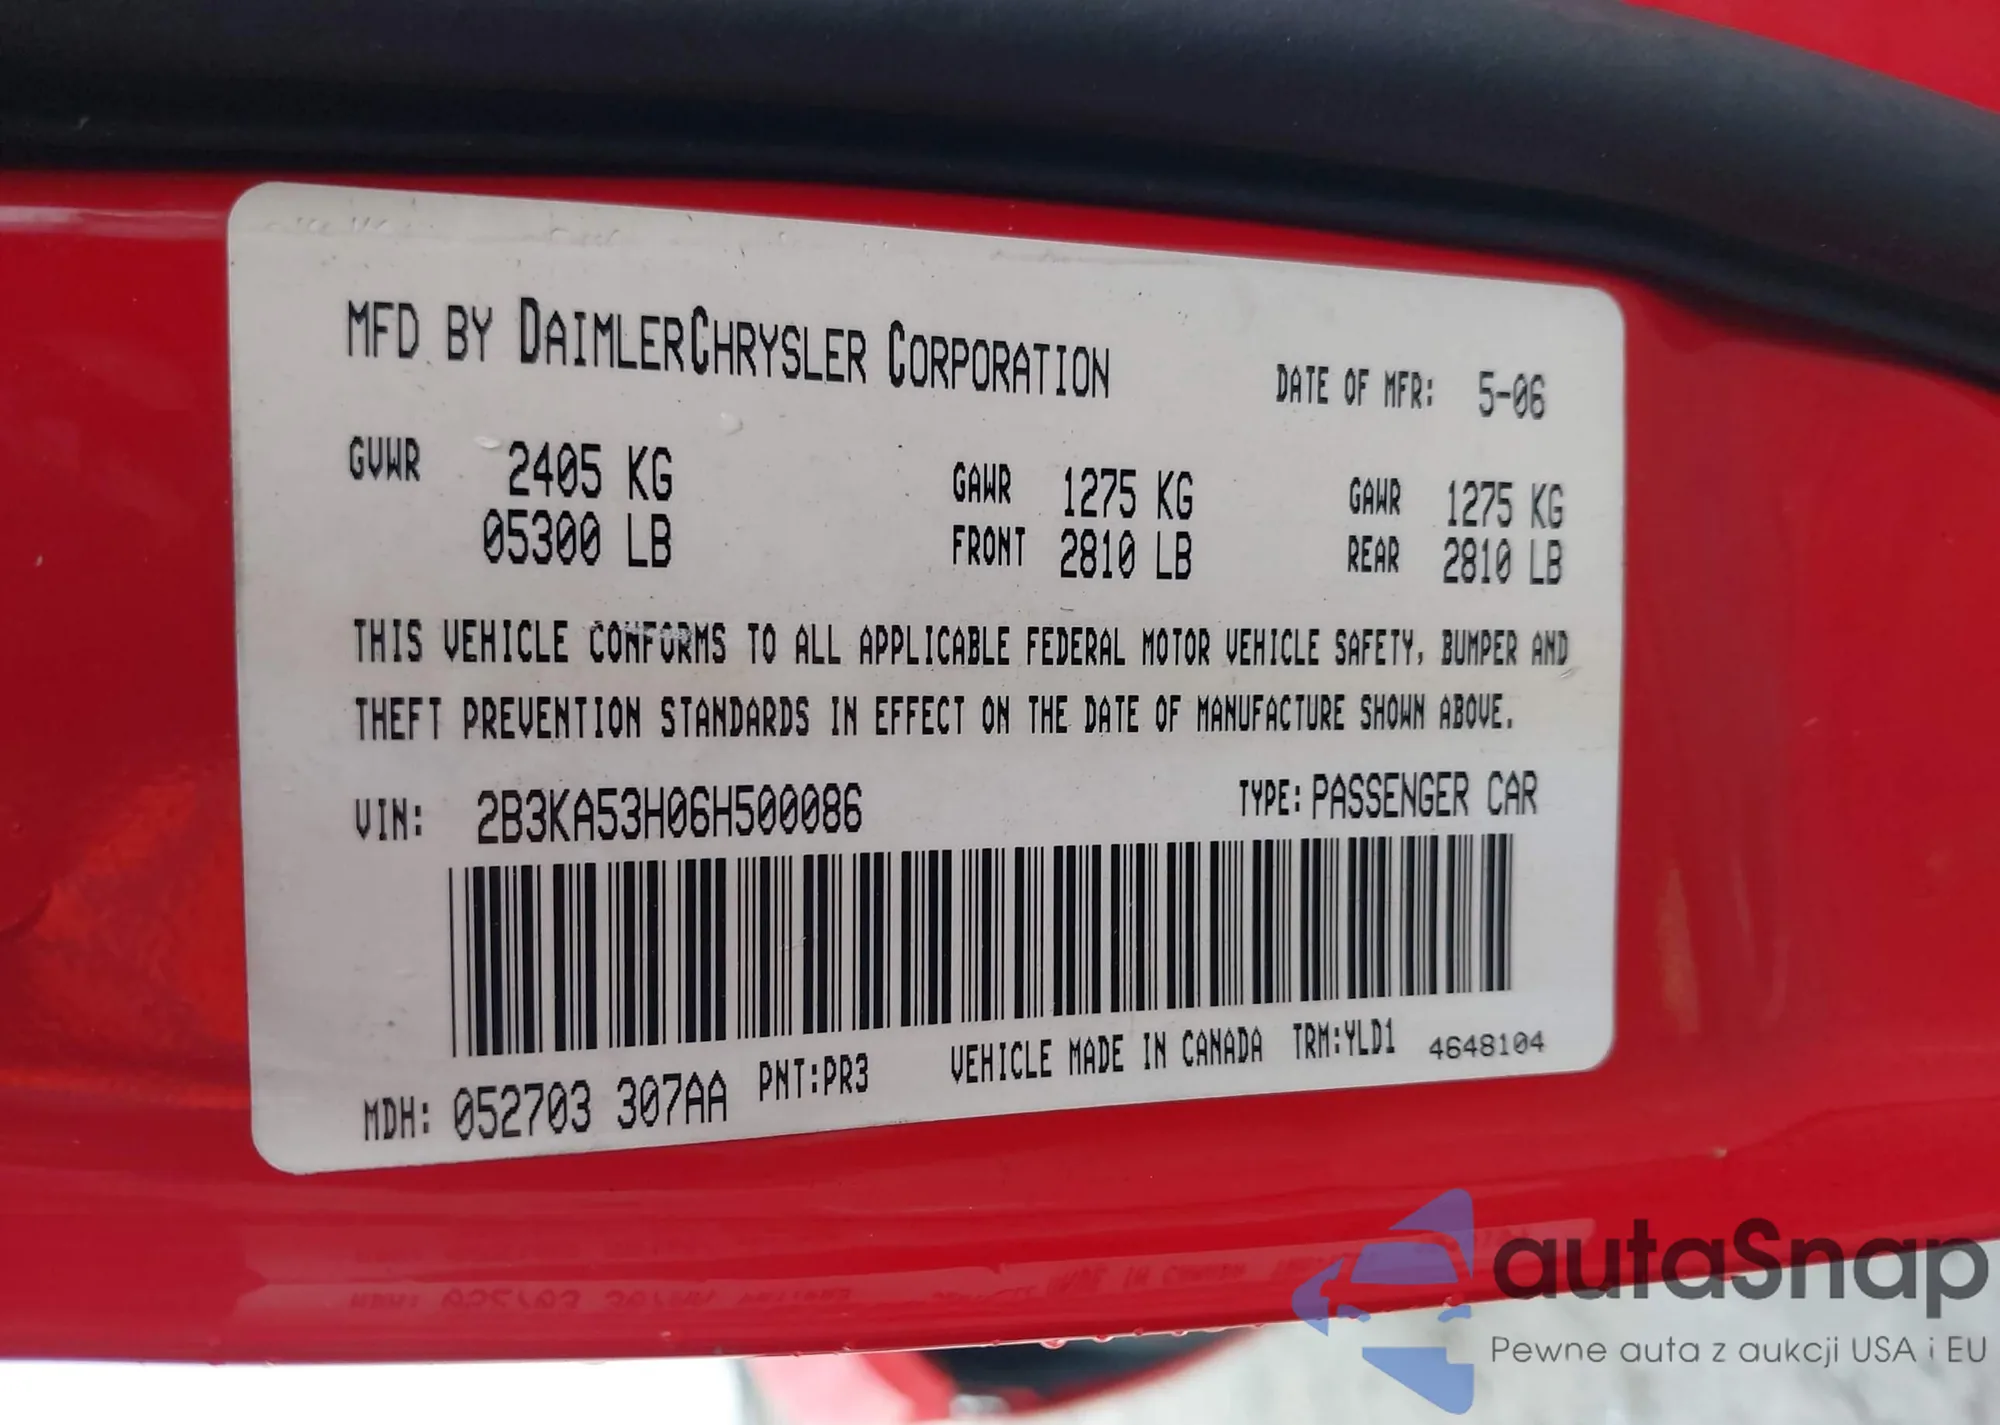 MFD BY DAIMLERCHRYSLER CORPORATION
DATE OF MFR: 5-06
GVWR 2405 KG
05300 LB
GAWR 1275 KG
FRONT 2810 LB
GAWR 1275 KG
REAR 2810 LB
THIS VEHICLE CONFORMS TO ALL APPLICABLE FEDERAL MOTOR VEHICLE SAFETY, BUMPER AND
THEFT PREVENTION STANDARDS IN EFFECT ON THE DATE OF MANUFACTURE SHOWN ABOVE.
VIN: 2B3KA53H06H500086
TYPE: PASSENGER CAR
MDH: 052703 307AA PNT:PR3 VEHICLE MADE IN CANADA TRM:YLD1 4648104
autaSnap
Pewne auta z aukcji USA i EU